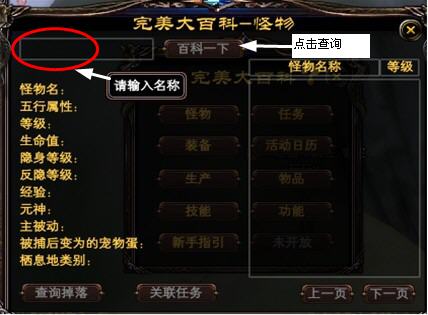 完美大百科-怪物
百科一下
点击查询
请输入名称
完美大百科
怪物名称 等级
怪物名：
五行属性：
等级：
生命值：
隐身等级：
反隐等级：
经验：
元神：
主被动：
被捕后变为的宠物蛋：
栖息地类别：
怪物 任务
装备 活动日历
生产 物品
技能 功能
新手指引 未开放
查询掉落 关联任务 上一页 下一页